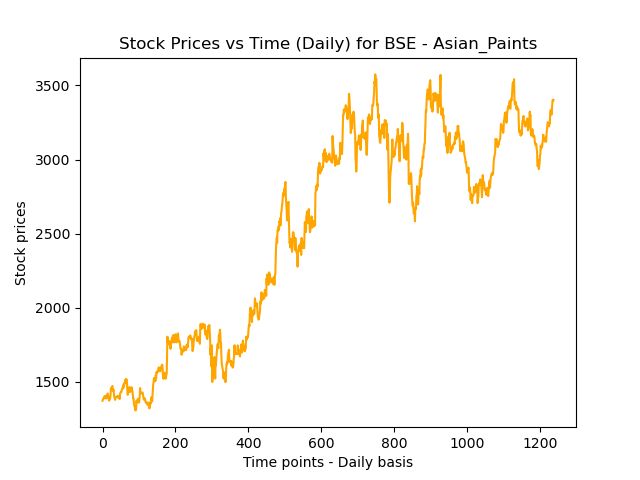 Stock Prices vs Time (Daily) for BSE - Asian_Paints
Stock prices
3500
3000
2500
2000
1500
0 200 400 600 800 1000 1200
Time points - Daily basis